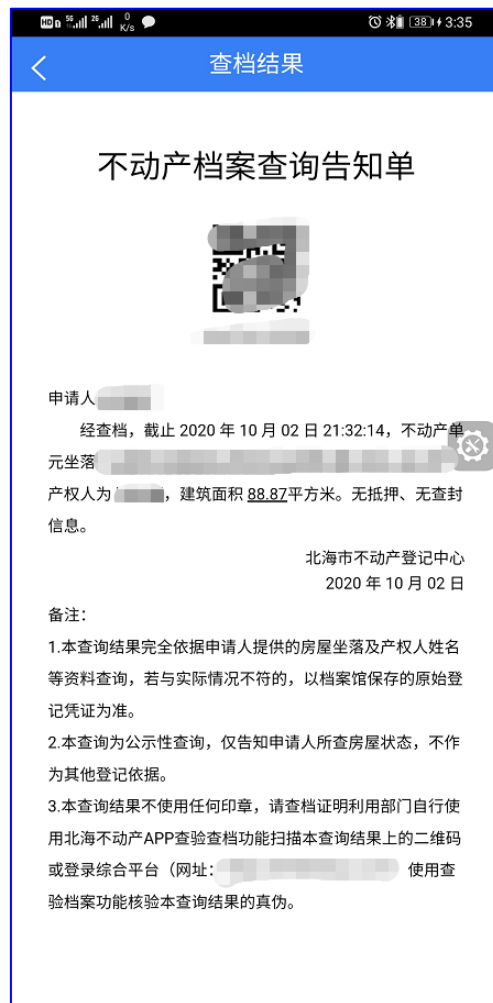 HD 5G 2G 0 K/s 38 3:35
查档结果
不动产档案查询告知单
申请人
经查档，截止 2020 年 10 月 02 日 21:32:14，不动产单
元坐落
产权人为，建筑面积 88.87平方米。无抵押、无查封
信息。
北海市不动产登记中心
2020 年 10 月 02 日
备注：
1.本查询结果完全依据申请人提供的房屋坐落及产权人姓名
等资料查询，若与实际情况不符的，以档案馆保存的原始登
记凭证为准。
2.本查询为公示性查询，仅告知申请人所查房屋状态，不作
为其他登记依据。
3.本查询结果不使用任何印章，请查档证明利用部门自行使
用北海不动产APP查验查档功能扫描本查询结果上的二维码
或登录综合平台（网址： 使用查
验档案功能核验本查询结果的真伪。